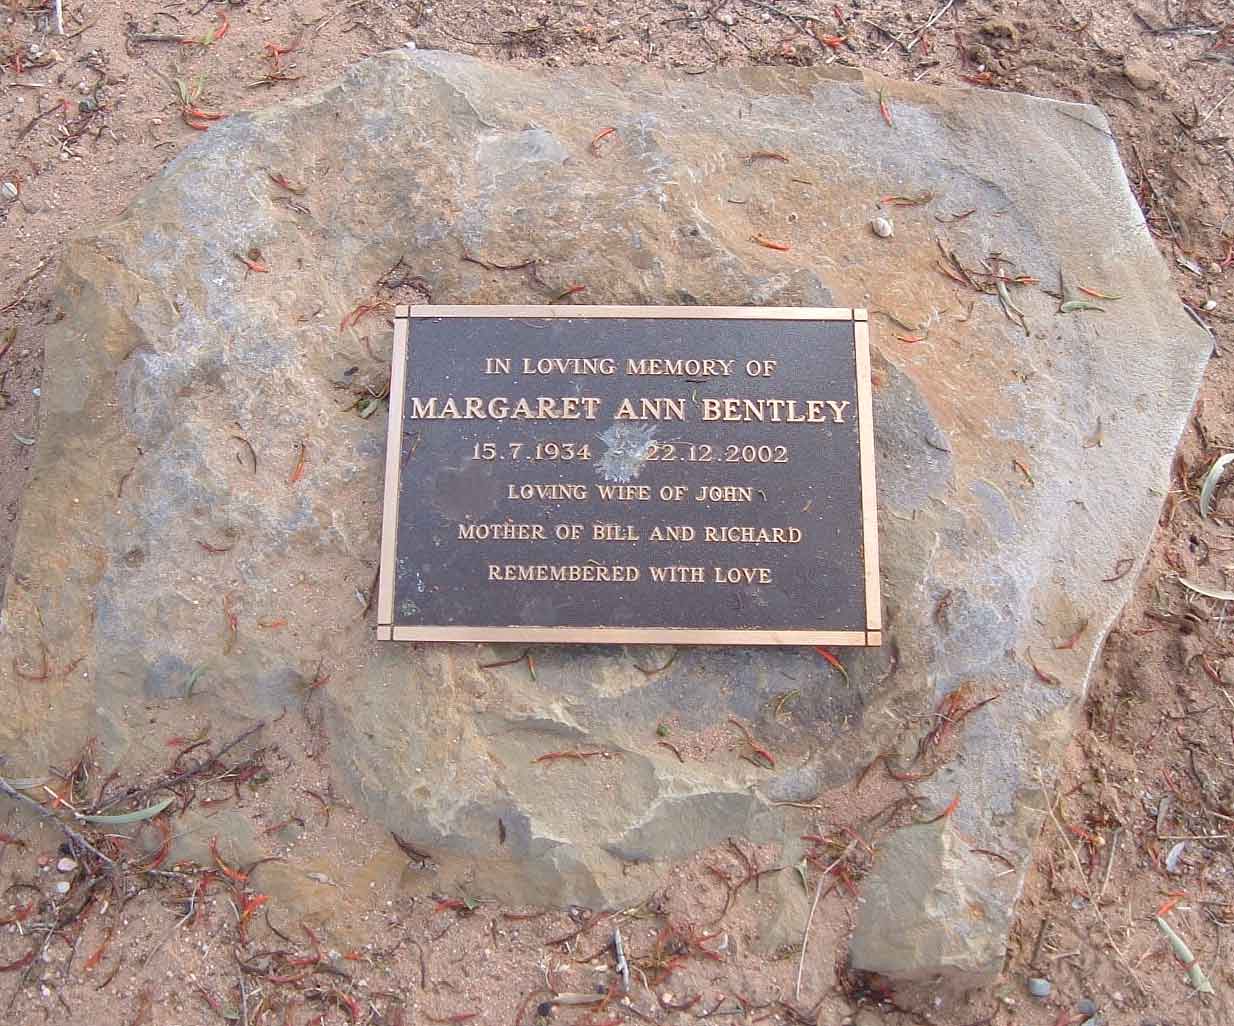 IN LOVING MEMORY OF
MARGARET ANN BENTLEY
15.7.1934 22.12.2002
LOVING WIFE OF JOHN
MOTHER OF BILL AND RICHARD
REMEMBERED WITH LOVE